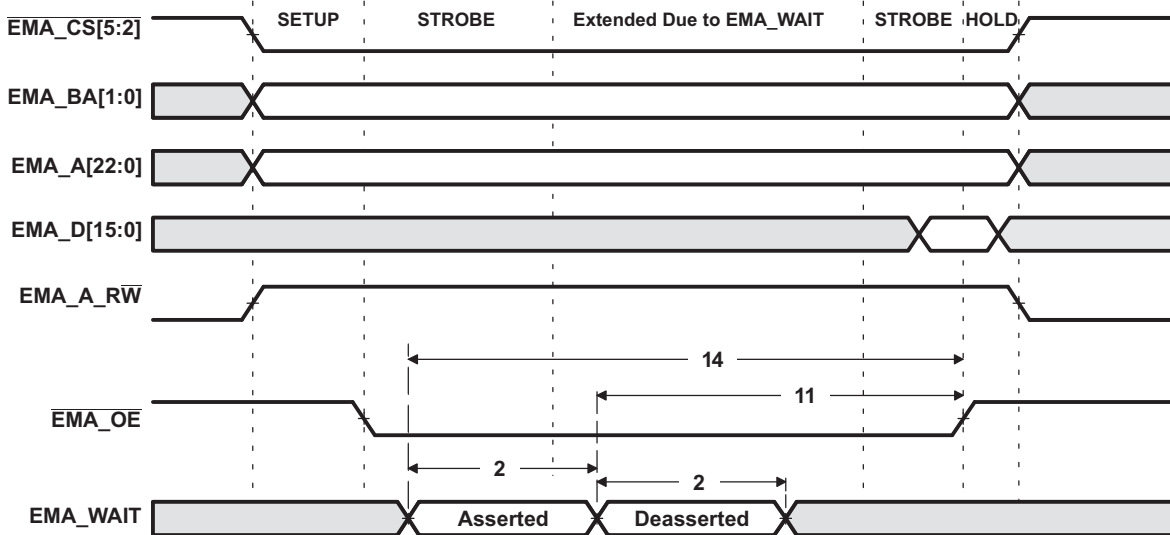 SETUP STROBE Extended Due to EMA_WAIT STROBE HOLD
EMA_CS[5:2]
EMA_BA[1:0]
EMA_A[22:0]
EMA_D[15:0]
EMA_A_RW
14
11
EMA_OE
2
2
EMA_WAIT Asserted Deasserted